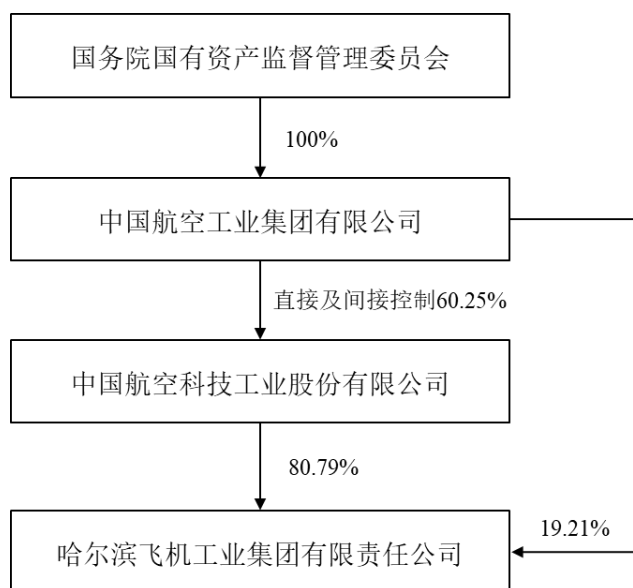 国务院国有资产监督管理委员会
100%
中国航空工业集团有限公司
直接及间接控制60.25%
中国航空科技工业股份有限公司
80.79%
19.21%
哈尔滨飞机工业集团有限责任公司